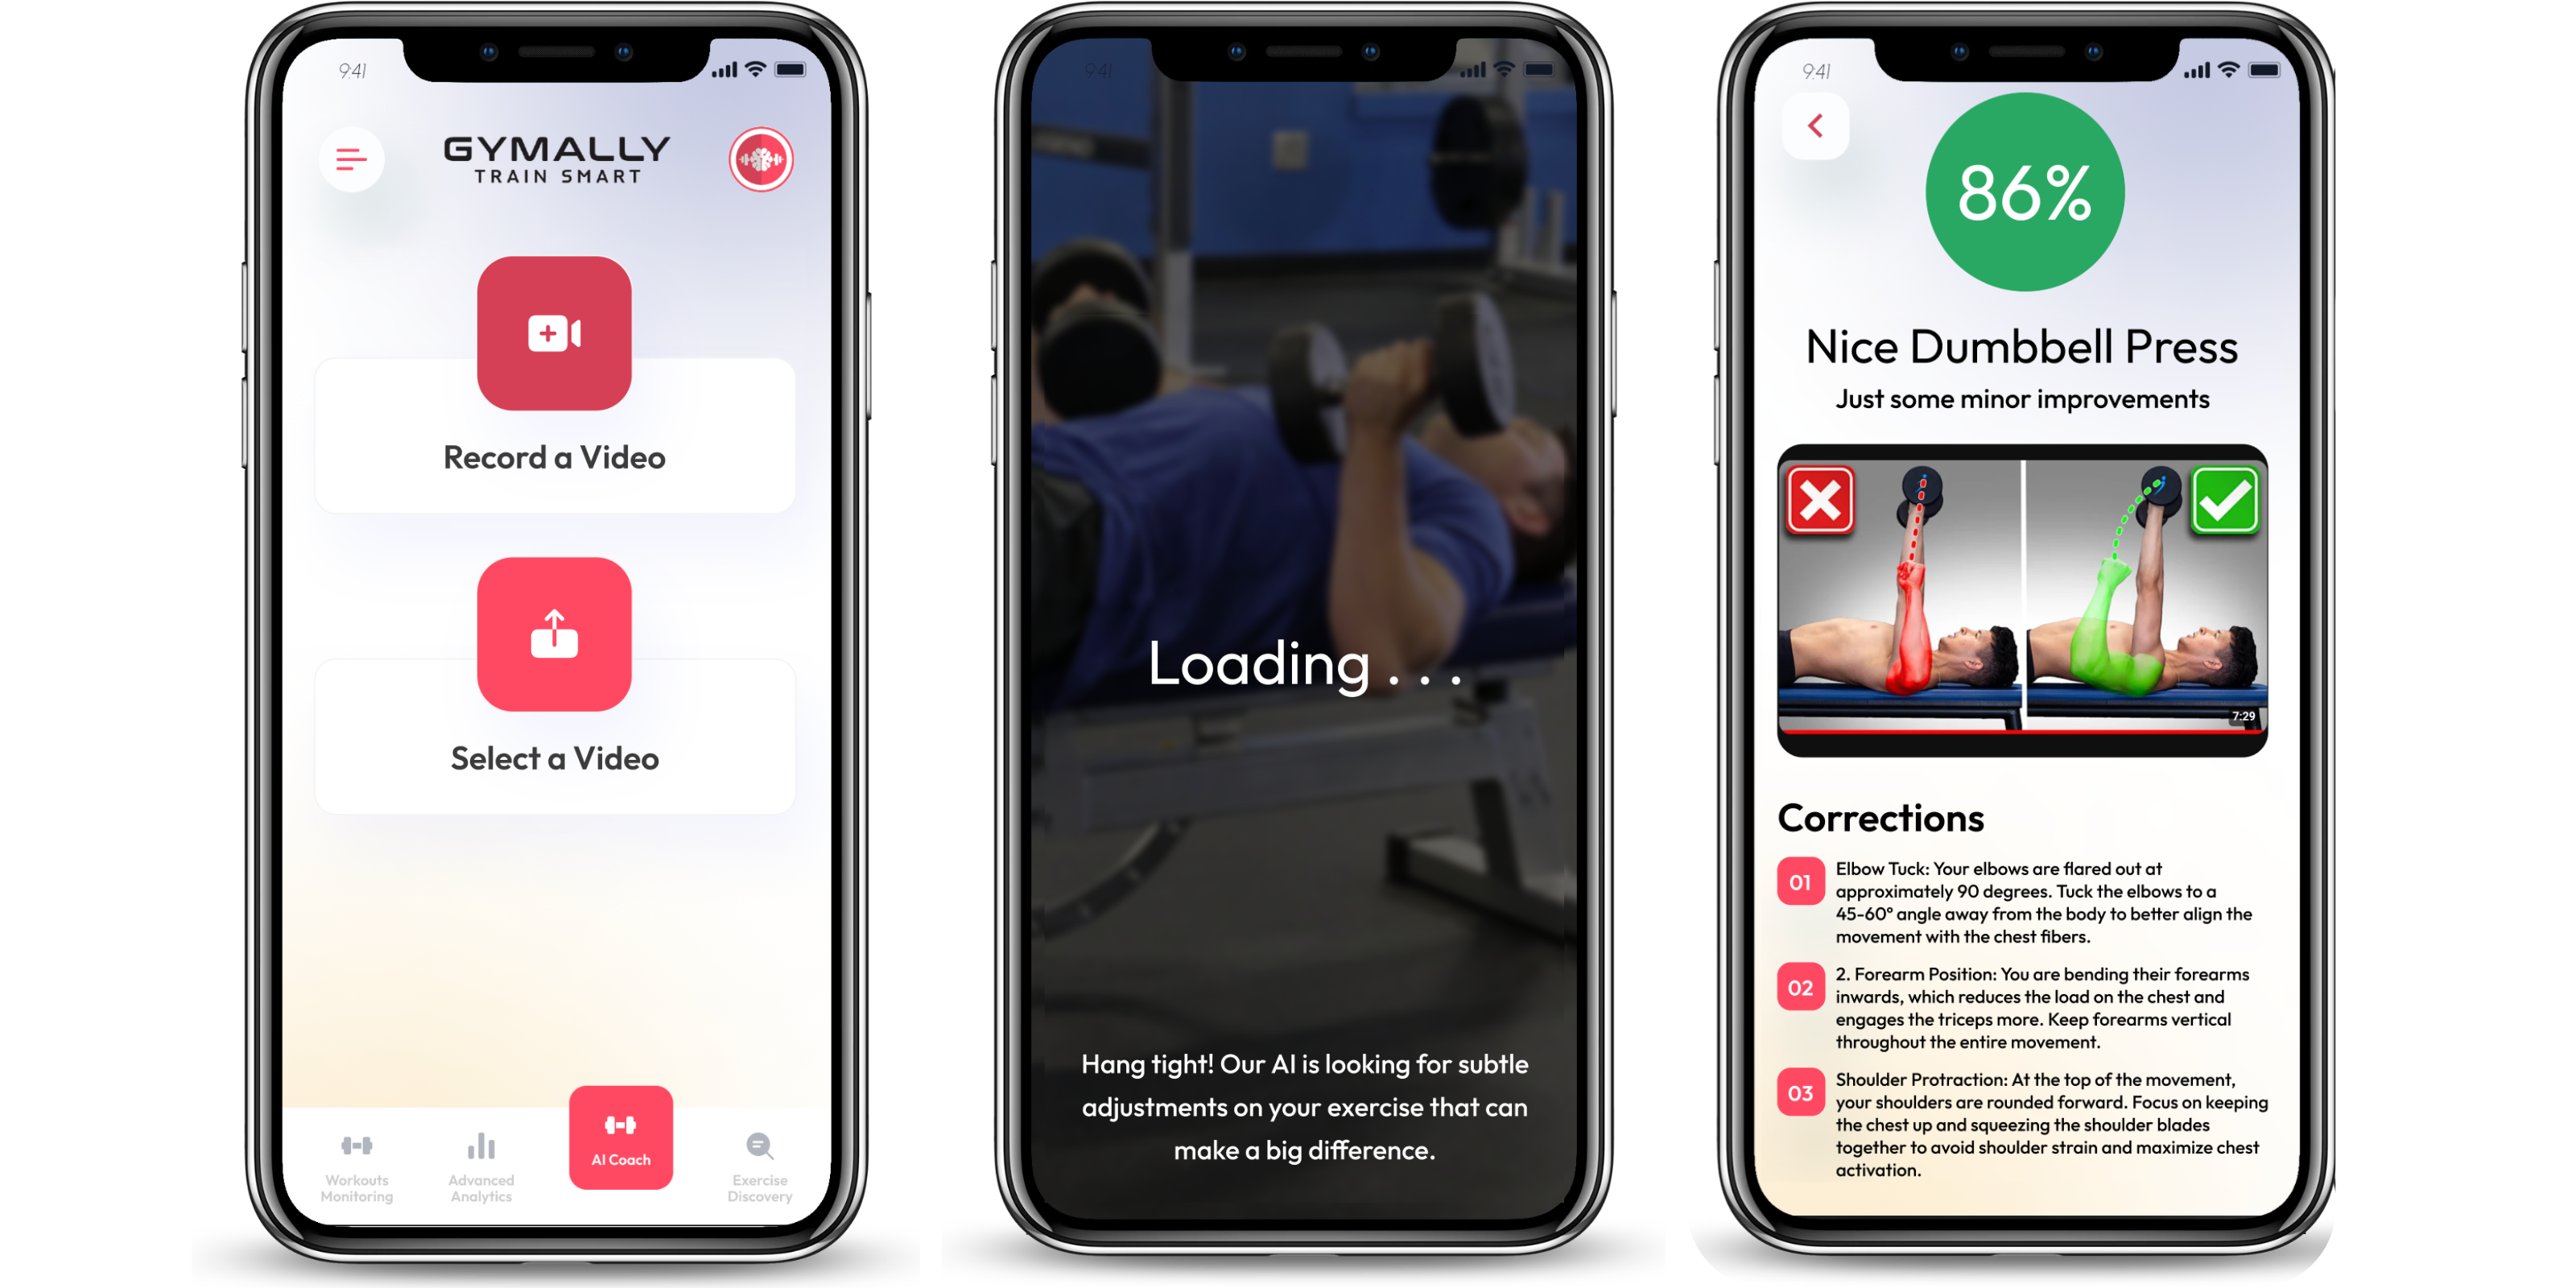 9:41
GYMALLY
TRAIN SMART
Record a Video
Select a Video
Workouts
Monitoring
Advanced
Analytics
AI Coach
Exercise
Discovery
9:41
Loading . . .
Hang tight! Our AI is looking for subtle
adjustments on your exercise that can
make a big difference.
9:41
86%
Nice Dumbbell Press
Just some minor improvements
7:29
Corrections
01
Elbow Tuck: Your elbows are flared out at
approximately 90 degrees. Tuck the elbows to a
45-60° angle away from the body to better align the
movement with the chest fibers.
02
2. Forearm Position: You are bending their forearms
inwards, which reduces the load on the chest and
engages the triceps more. Keep forearms vertical
throughout the entire movement.
03
Shoulder Protraction: At the top of the movement,
your shoulders are rounded forward. Focus on keeping
the chest up and squeezing the shoulder blades
together to avoid shoulder strain and maximize chest
activation.